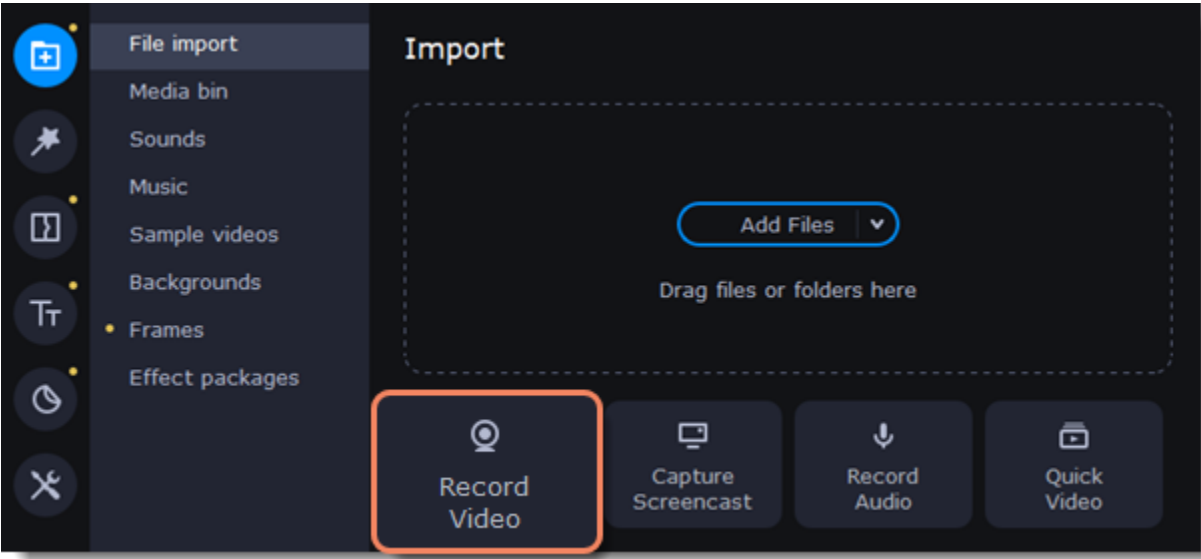 File import
Media bin
Sounds
Music
Sample videos
Backgrounds
Frames
Effect packages
Import
Add Files
Drag files or folders here
Record
Video
Capture
Screencast
Record
Audio
Quick
Video
Tт